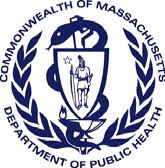 COMMONWEALTH OF MASSACHUSETTS
DEPARTMENT OF PUBLIC HEALTH